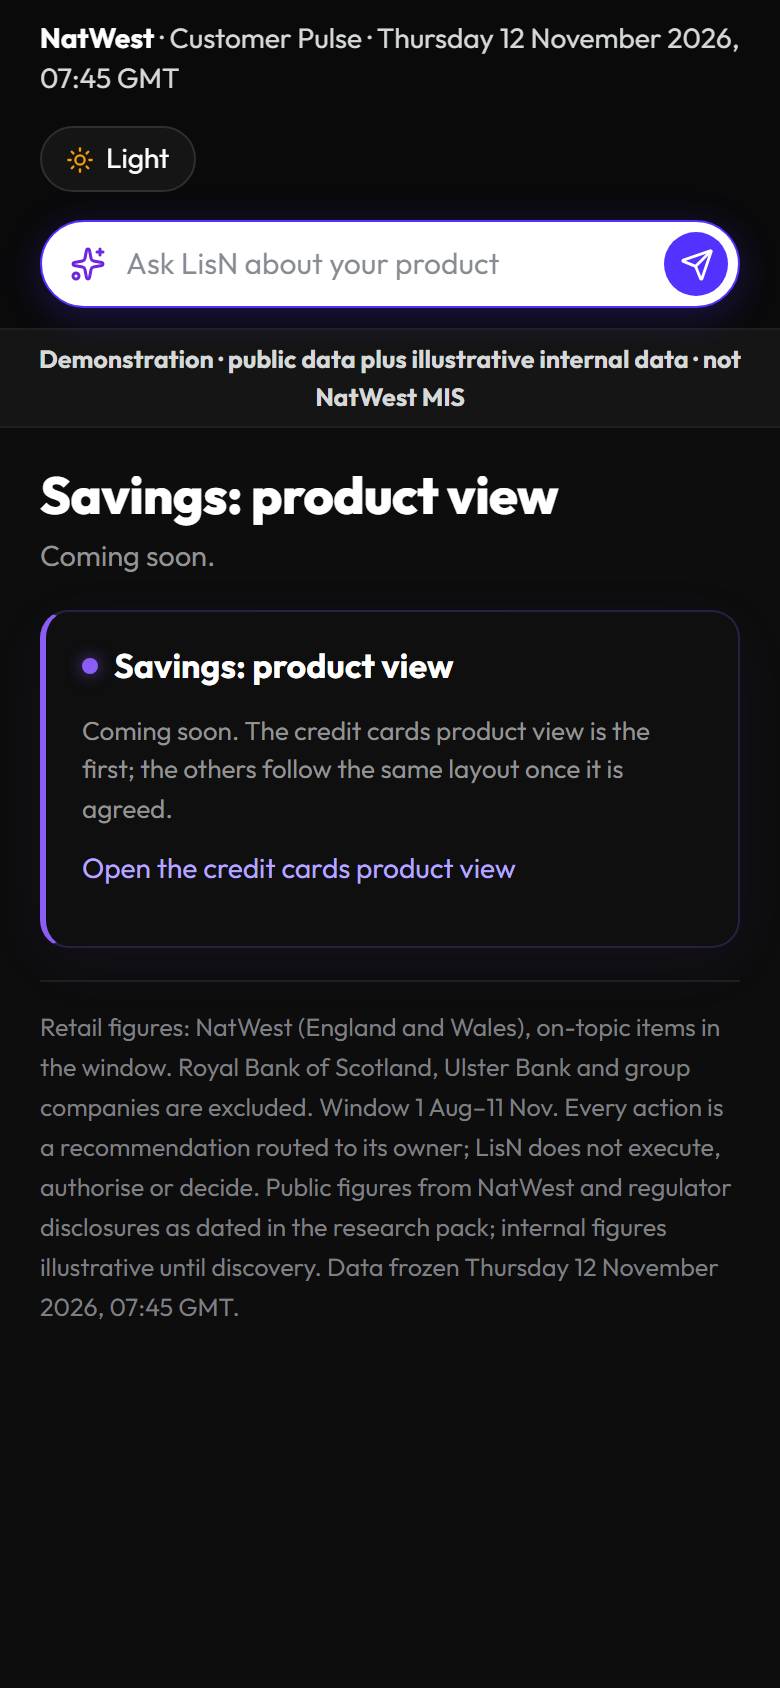 NatWest · Customer Pulse · Thursday 12 November 2026,
07:45 GMT
Light
Ask LisN about your product
Demonstration · public data plus illustrative internal data · not
NatWest MIS
Savings: product view
Coming soon.
Savings: product view
Coming soon. The credit cards product view is the
first; the others follow the same layout once it is
agreed.
Open the credit cards product view
Retail figures: NatWest (England and Wales), on-topic items in
the window. Royal Bank of Scotland, Ulster Bank and group
companies are excluded. Window 1 Aug–11 Nov. Every action is
a recommendation routed to its owner; LisN does not execute,
authorise or decide. Public figures from NatWest and regulator
disclosures as dated in the research pack; internal figures
illustrative until discovery. Data frozen Thursday 12 November
2026, 07:45 GMT.